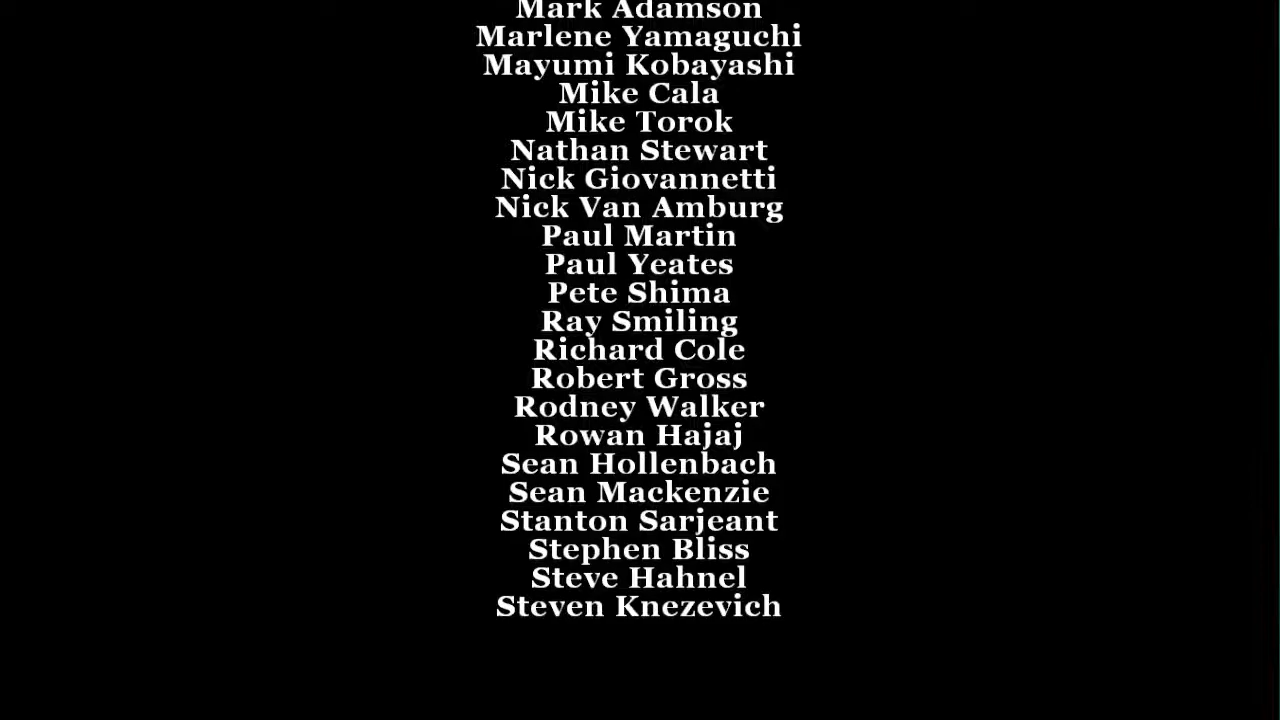 Mark Adamson
Marlene Yamaguchi
Mayumi Kobayashi
Mike Cala
Mike Torok
Nathan Stewart
Nick Giovannetti
Nick Van Amburg
Paul Martin
Paul Yeates
Pete Shima
Ray Smiling
Richard Cole
Robert Gross
Rodney Walker
Rowan Hajaj
Sean Hollenbach
Sean Mackenzie
Stanton Sarjeant
Stephen Bliss
Steve Hahnel
Steven Knezevich